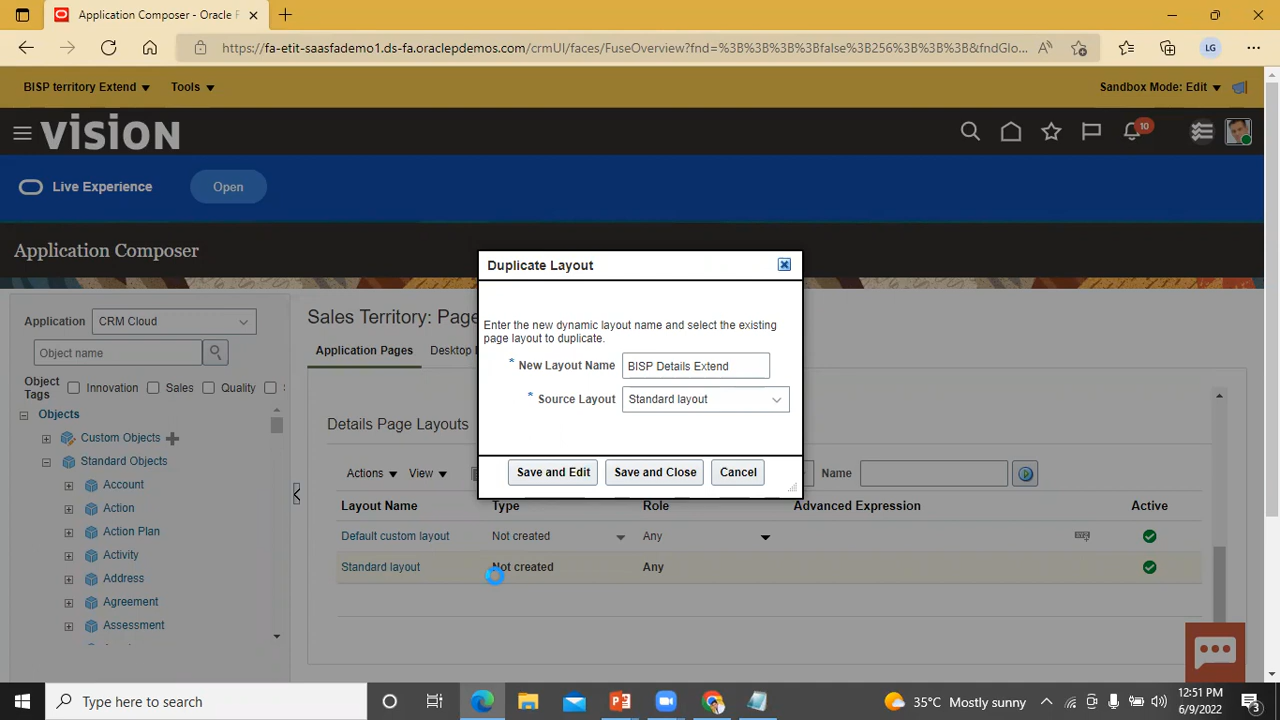 Application Composer - Oracle F
https://fa-etit-saasfademo1.ds-fa.oraclepdemos.com/crmUI/faces/FuseOverview?fnd=%3B%3B%3B%3Bfalse%3B256%3B%3B%3B&fndGlo...
LG
BISP territory Extend
Tools
Sandbox Mode: Edit
VISION
10
Live Experience
Open
Application Composer
Duplicate Layout
Enter the new dynamic layout name and select the existing
page layout to duplicate.
* New Layout Name BISP Details Extend
* Source Layout Standard layout
Save and Edit
Save and Close
Cancel
Application CRM Cloud
Object name
Object
Tags
Innovation
Sales
Quality
Objects
Custom Objects
Standard Objects
Account
Action
Action Plan
Activity
Address
Agreement
Assessment
Sales Territory: Page
Application Pages
Desktop
Details Page Layouts
Actions
View
Name
Layout Name
Type
Role
Advanced Expression
Active
Default custom layout
Not created
Any
Standard layout
Not created
Any
Type here to search
35°C Mostly sunny
12:51 PM
6/9/2022
3